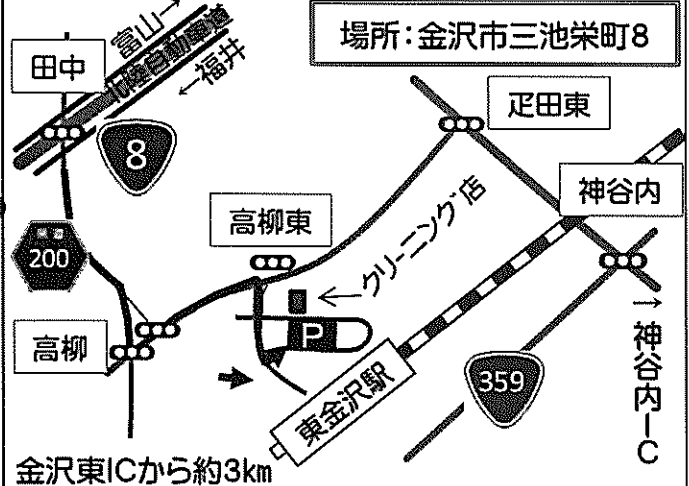 場所:金沢市三池栄町8
富山→
北陸自動車道
←福井
田中
8
疋田東
神谷内
高柳東
クリーニング店
200
高柳
P
東金沢駅
359
→神谷内IC
金沢東ICから約3km